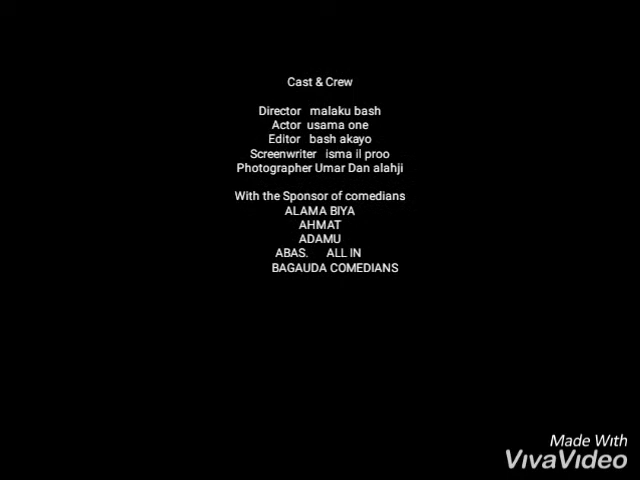 Cast & Crew
Director malaku bash
Actor usama one
Editor bash akayo
Screenwriter isma il proo
Photographer Umar Dan alahji
With the Sponsor of comedians
ALAMA BIYA
AHMAT
ADAMU
ABAS. ALL IN
BAGAUDA COMEDIANS
Made With
VivaVideo